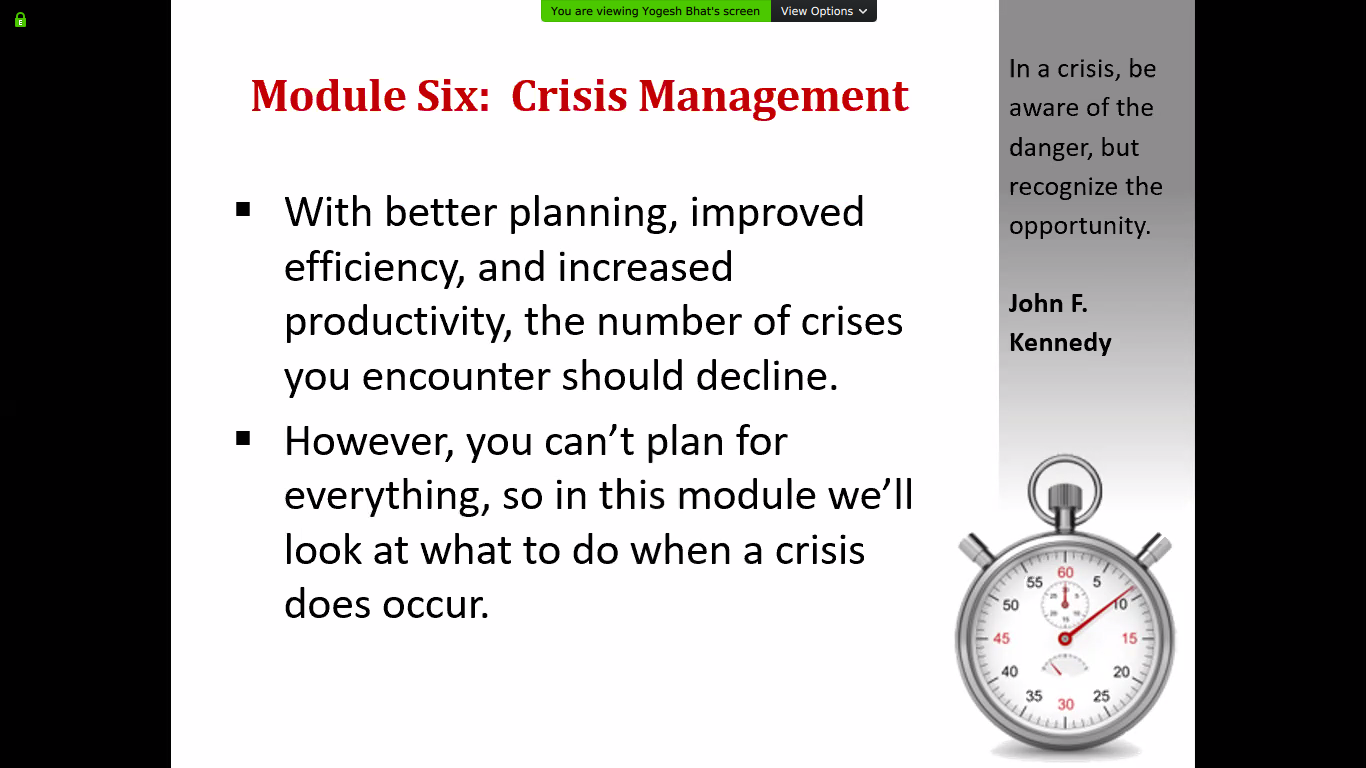 You are viewing Yogesh Bhat's screen
View Options
E
Module Six:  Crisis Management
▪ With better planning, improved
efficiency, and increased
productivity, the number of crises
you encounter should decline.
▪ However, you can’t plan for
everything, so in this module we’ll
look at what to do when a crisis
does occur.
In a crisis, be
aware of the
danger, but
recognize the
opportunity.
John F.
Kennedy
60
55
5
50
10
45
15
40
20
35
25
30